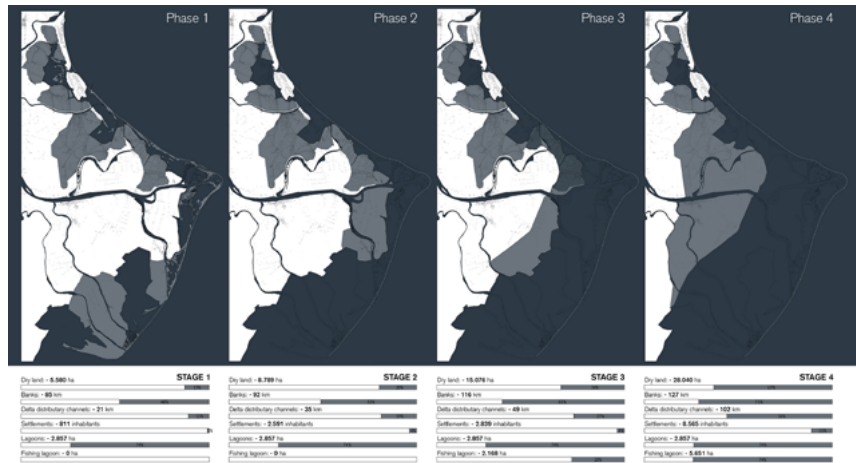 Phase 1
Phase 2
Phase 3
Phase 4
STAGE 1
Dry land: - 5.580 ha
Banks: - 80 km
Delta distributary channels: - 21 km
Settlements: - 811 inhabitants
Lagoons: - 2.857 ha
Fishing lagoon: - 0 ha
STAGE 2
Dry land: - 6.789 ha
Banks: - 92 km
Delta distributary channels: - 35 km
Settlements: - 2.591 inhabitants
Lagoons: - 2.857 ha
Fishing lagoon: - 0 ha
STAGE 3
Dry land: - 15.076 ha
Banks: - 116 km
Delta distributary channels: - 49 km
Settlements: - 2.839 inhabitants
Lagoons: - 2.857 ha
Fishing lagoon: - 2.168 ha
STAGE 4
Dry land: - 28.040 ha
Banks: - 127 km
Delta distributary channels: - 102 km
Settlements: - 8.565 inhabitants
Lagoons: - 2.857 ha
Fishing lagoon: - 5.651 ha